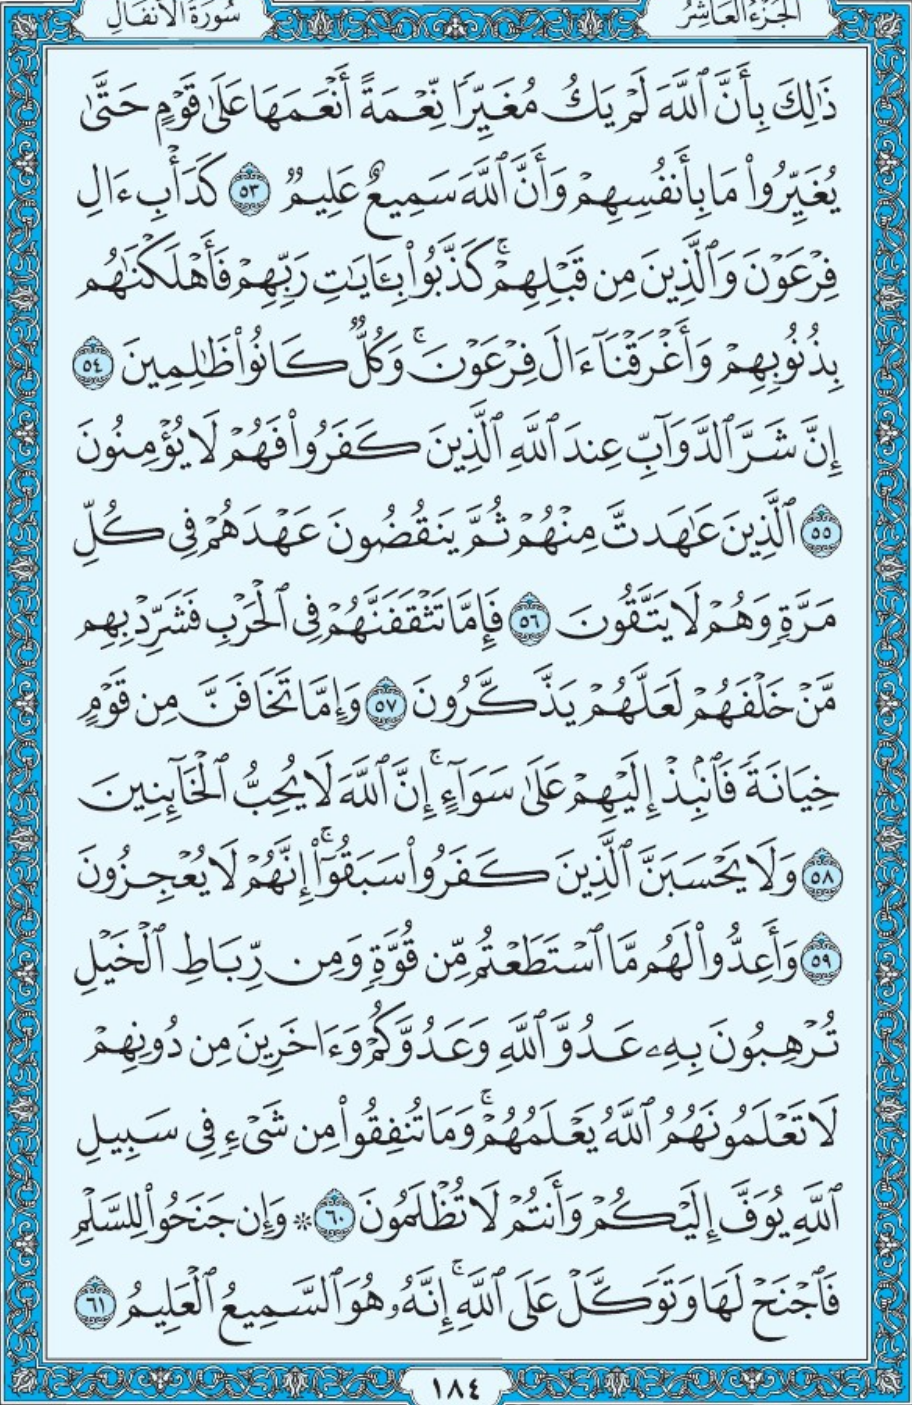 الجُزْءُ العَاشِرُ
سُورَةُ الأَنفَالِ
ذَٰلِكَ بِأَنَّ ٱللَّهَ لَمۡ يَكُ مُغَيِّرٗا نِّعۡمَةً أَنۡعَمَهَا عَلَىٰ قَوۡمٍ حَتَّىٰ
يُغَيِّرُواْ مَا بِأَنفُسِهِمۡ وَأَنَّ ٱللَّهَ سَمِيعٌ عَلِيمٞ ٥٣ كَدَأۡبِ ءَالِ
فِرۡعَوۡنَ وَٱلَّذِينَ مِن قَبۡلِهِمۡۚ كَذَّبُواْ بِـَٔايَٰتِ رَبِّهِمۡ فَأَهۡلَكۡنَٰهُم
بِذُنُوبِهِمۡ وَأَغۡرَقۡنَآ ءَالَ فِرۡعَوۡنَۚ وَكُلّٞ كَانُواْ ظَٰلِمِينَ ٥٤
إِنَّ شَرَّ ٱلدَّوَآبِّ عِندَ ٱللَّهِ ٱلَّذِينَ كَفَرُواْ فَهُمۡ لَا يُؤۡمِنُونَ
٥٥ ٱلَّذِينَ عَٰهَدتَّ مِنۡهُمۡ ثُمَّ يَنقُضُونَ عَهۡدَهُمۡ فِي كُلِّ
مَرَّةٖ وَهُمۡ لَا يَتَّقُونَ ٥٦ فَإِمَّا تَثۡقَفَنَّهُمۡ فِي ٱلۡحَرۡبِ فَشَرِّدۡ بِهِم
مَّنۡ خَلۡفَهُمۡ لَعَلَّهُمۡ يَذَّكَّرُونَ ٥٧ وَإِمَّا تَخَافَنَّ مِن قَوۡمٍ
خِيَانَةٗ فَٱنۢبِذۡ إِلَيۡهِمۡ عَلَىٰ سَوَآءٍۚ إِنَّ ٱللَّهَ لَا يُحِبُّ ٱلۡخَآئِنِينَ
٥٨ وَلَا يَحۡسَبَنَّ ٱلَّذِينَ كَفَرُواْ سَبَقُوٓاْۚ إِنَّهُمۡ لَا يُعۡجِزُونَ
٥٩ وَأَعِدُّواْ لَهُم مَّا ٱسۡتَطَعۡتُم مِّن قُوَّةٖ وَمِن رِّبَاطِ ٱلۡخَيۡلِ
تُرۡهِبُونَ بِهِۦ عَدُوَّ ٱللَّهِ وَعَدُوَّكُمۡ وَءَاخَرِينَ مِن دُونِهِمۡ
لَا تَعۡلَمُونَهُمُ ٱللَّهُ يَعۡلَمُهُمۡۚ وَمَا تُنفِقُواْ مِن شَيۡءٖ فِي سَبِيلِ
ٱللَّهِ يُوَفَّ إِلَيۡكُمۡ وَأَنتُمۡ لَا تُظۡلَمُونَ ٦٠ ۞ وَإِن جَنَحُواْ لِلسَّلۡمِ
فَٱجۡنَحۡ لَهَا وَتَوَكَّلۡ عَلَى ٱللَّهِۚ إِنَّهُۥ هُوَ ٱلسَّمِيعُ ٱلۡعَلِيمُ ٦١
١٨٤